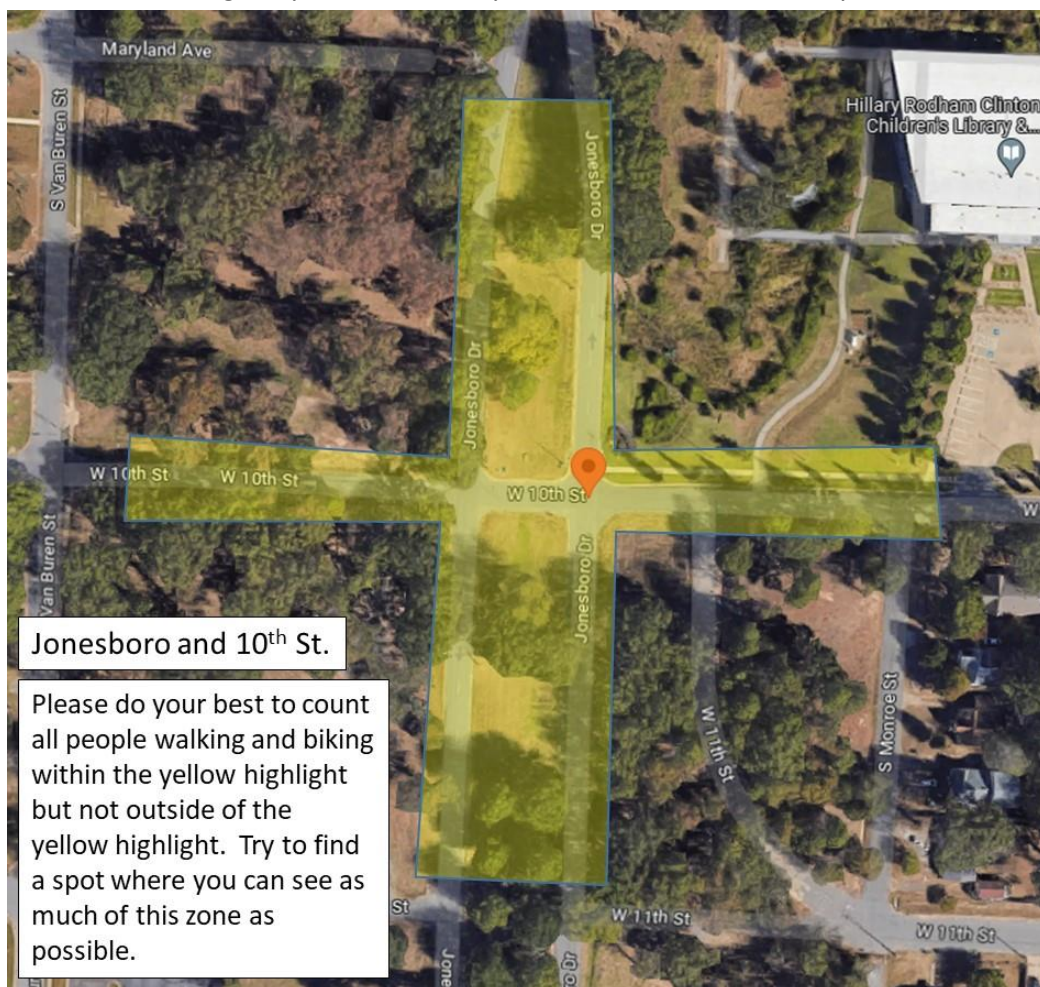 Maryland Ave
S Van Buren St
Jonesboro Dr
Hillary Rodham Clinton
Children's Library &...
Jonesboro Dr
W 10th St
W 10th St
W 10th St
W
Van Buren St
Jonesboro Dr
W 11th St
S Monroe St
Jonesboro and 10th St.
Please do your best to count
all people walking and biking
within the yellow highlight
but not outside of the
yellow highlight. Try to find
a spot where you can see as
much of this zone as
possible.
St
W 11th St
W 11th St
Jone
Dr